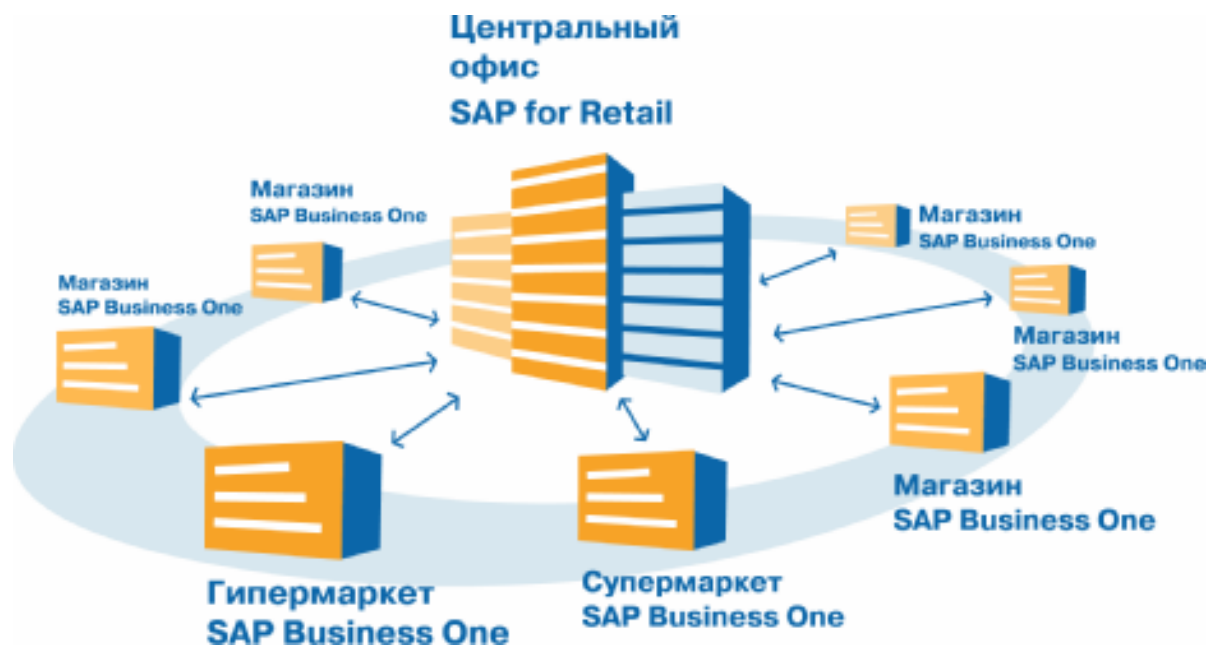 Центральный
офис
SAP for Retail
Магазин
SAP Business One
Магазин
SAP Business One
Магазин
SAP Business One
Магазин
SAP Business One
Магазин
SAP Business One
Гипермаркет
SAP Business One
Супермаркет
SAP Business One